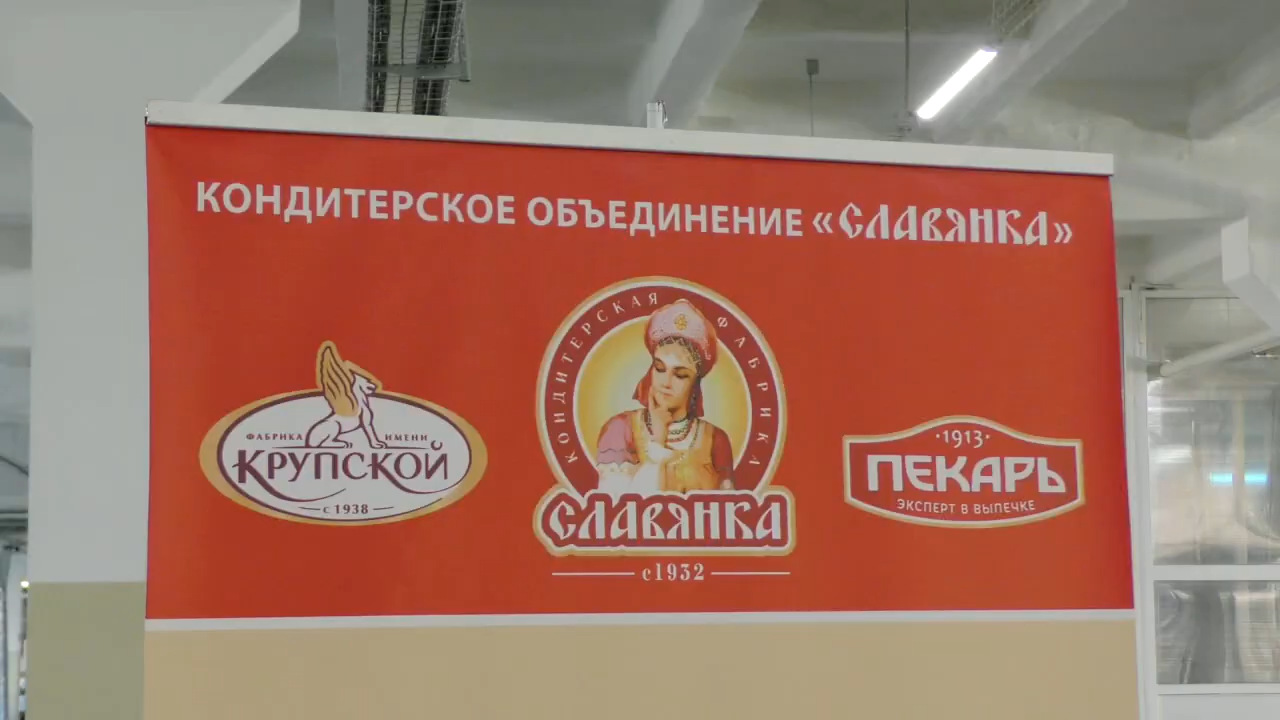 КОНДИТЕРСКОЕ ОБЪЕДИНЕНИЕ «СЛАВЯНКА»
ФАБРИКА ИМЕНИ
КРУПСКОЙ
с 1938
КОНДИТЕРСКАЯ ФАБРИКА
СЛАВЯНКА
с1932
·1913·
ПЕКАРЬ
ЭКСПЕРТ В ВЫПЕЧКЕ